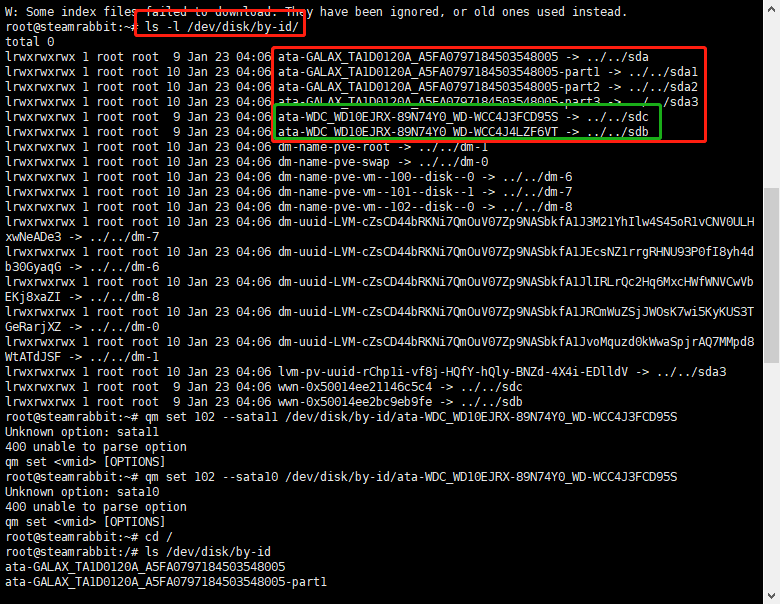 W: Some index files failed to download. They have been ignored, or old ones used instead.
root@steamrabbit:~# ls -l /dev/disk/by-id/
total 0
lrwxrwxrwx 1 root root  9 Jan 23 04:06 ata-GALAX_TA1D0120A_A5FA0797184503548005 -> ../../sda
lrwxrwxrwx 1 root root 10 Jan 23 04:06 ata-GALAX_TA1D0120A_A5FA0797184503548005-part1 -> ../../sda1
lrwxrwxrwx 1 root root 10 Jan 23 04:06 ata-GALAX_TA1D0120A_A5FA0797184503548005-part2 -> ../../sda2
lrwxrwxrwx 1 root root 10 Jan 23 04:06 ata-GALAX_TA1D0120A_A5FA0797184503548005-part3 -> ../../sda3
lrwxrwxrwx 1 root root  9 Jan 23 04:06 ata-WDC_WD10EJRX-89N74Y0_WD-WCC4J3FCD95S -> ../../sdc
lrwxrwxrwx 1 root root  9 Jan 23 04:06 ata-WDC_WD10EJRX-89N74Y0_WD-WCC4J4LZF6VT -> ../../sdb
lrwxrwxrwx 1 root root 10 Jan 23 04:06 dm-name-pve-root -> ../../dm-1
lrwxrwxrwx 1 root root 10 Jan 23 04:06 dm-name-pve-swap -> ../../dm-0
lrwxrwxrwx 1 root root 10 Jan 23 04:06 dm-name-pve-vm--100--disk--0 -> ../../dm-6
lrwxrwxrwx 1 root root 10 Jan 23 04:06 dm-name-pve-vm--101--disk--1 -> ../../dm-7
lrwxrwxrwx 1 root root 10 Jan 23 04:06 dm-name-pve-vm--102--disk--0 -> ../../dm-8
lrwxrwxrwx 1 root root 10 Jan 23 04:06 dm-uuid-LVM-cZsCD44bRKNi7QmOuV07Zp9NASbkfA1J3M21YhIlw4S45oR1vCNV0ULH
xwNeADe3 -> ../../dm-7
lrwxrwxrwx 1 root root 10 Jan 23 04:06 dm-uuid-LVM-cZsCD44bRKNi7QmOuV07Zp9NASbkfA1JEcsNZ1rrgRHNU93P0fI8yh4d
b30GyaqG -> ../../dm-6
lrwxrwxrwx 1 root root 10 Jan 23 04:06 dm-uuid-LVM-cZsCD44bRKNi7QmOuV07Zp9NASbkfA1JlIRLrQc2Hq6MxcHWfWNVCwVb
EKj8xaZI -> ../../dm-8
lrwxrwxrwx 1 root root 10 Jan 23 04:06 dm-uuid-LVM-cZsCD44bRKNi7QmOuV07Zp9NASbkfA1JRCmWuZSjJWOsK7wi5KyKUS3T
GeRarjXZ -> ../../dm-0
lrwxrwxrwx 1 root root 10 Jan 23 04:06 dm-uuid-LVM-cZsCD44bRKNi7QmOuV07Zp9NASbkfA1JvoMquzd0kWwaSpjrAQ7MMpd8
WtATdJSF -> ../../dm-1
lrwxrwxrwx 1 root root 10 Jan 23 04:06 lvm-pv-uuid-rChp1i-vf8j-HQfY-hQly-BNZd-4X4i-EDlldV -> ../../sda3
lrwxrwxrwx 1 root root  9 Jan 23 04:06 wwn-0x50014ee21146c5c4 -> ../../sdc
lrwxrwxrwx 1 root root  9 Jan 23 04:06 wwn-0x50014ee2bc9eb9fe -> ../../sdb
root@steamrabbit:~# qm set 102 --sata11 /dev/disk/by-id/ata-WDC_WD10EJRX-89N74Y0_WD-WCC4J3FCD95S
Unknown option: sata11
400 unable to parse option
qm set <vmid> [OPTIONS]
root@steamrabbit:~# qm set 102 --sata10 /dev/disk/by-id/ata-WDC_WD10EJRX-89N74Y0_WD-WCC4J3FCD95S
Unknown option: sata10
400 unable to parse option
qm set <vmid> [OPTIONS]
root@steamrabbit:~# cd /
root@steamrabbit:/# ls /dev/disk/by-id
ata-GALAX_TA1D0120A_A5FA0797184503548005
ata-GALAX_TA1D0120A_A5FA0797184503548005-part1